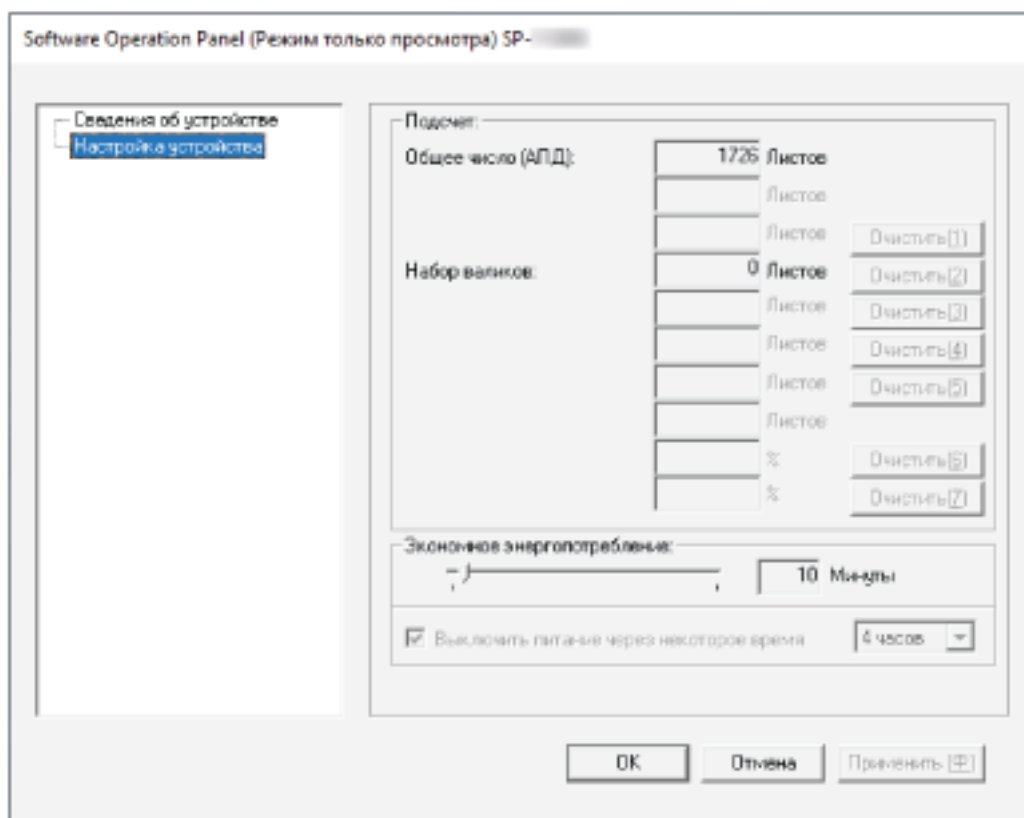 Software Operation Panel (Режим только просмотра) SP-
Сведения об устройстве
Настройка устройства
Подсчет:
Общее число (АПД): 1726 Листов
Листов
Листов Очистить[1]
Набор валиков: 0 Листов Очистить[2]
Листов Очистить[3]
Листов Очистить[4]
Листов Очистить[5]
Листов
% Очистить[6]
% Очистить[7]
Экономное энергопотребление:
10 Минуты
Выключить питание через некоторое время 4 часов
OK Отмена Применить